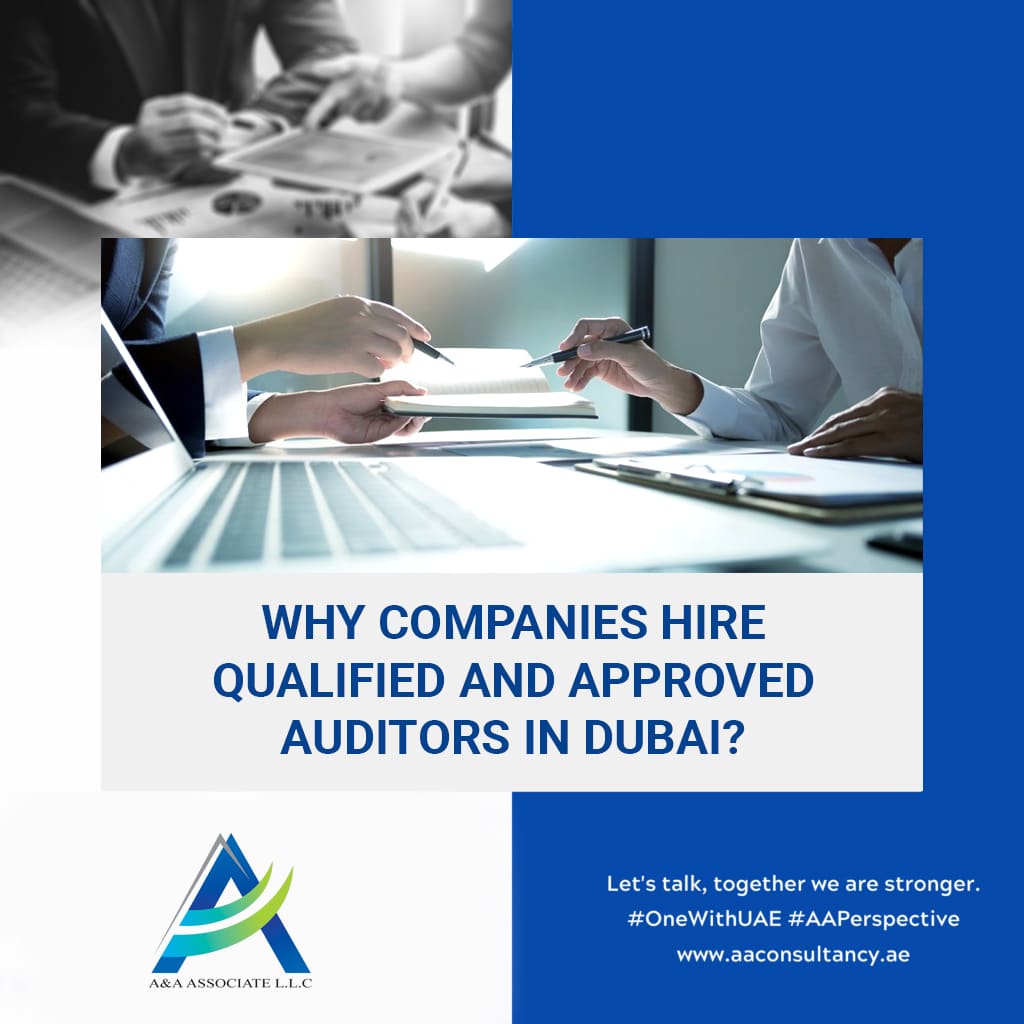 WHY COMPANIES HIRE
QUALIFIED AND APPROVED
AUDITORS IN DUBAI?
A&A ASSOCIATE L.L.C
Let's talk, together we are stronger.
#OneWithUAE #AAPerspective
www.aaconsultancy.ae